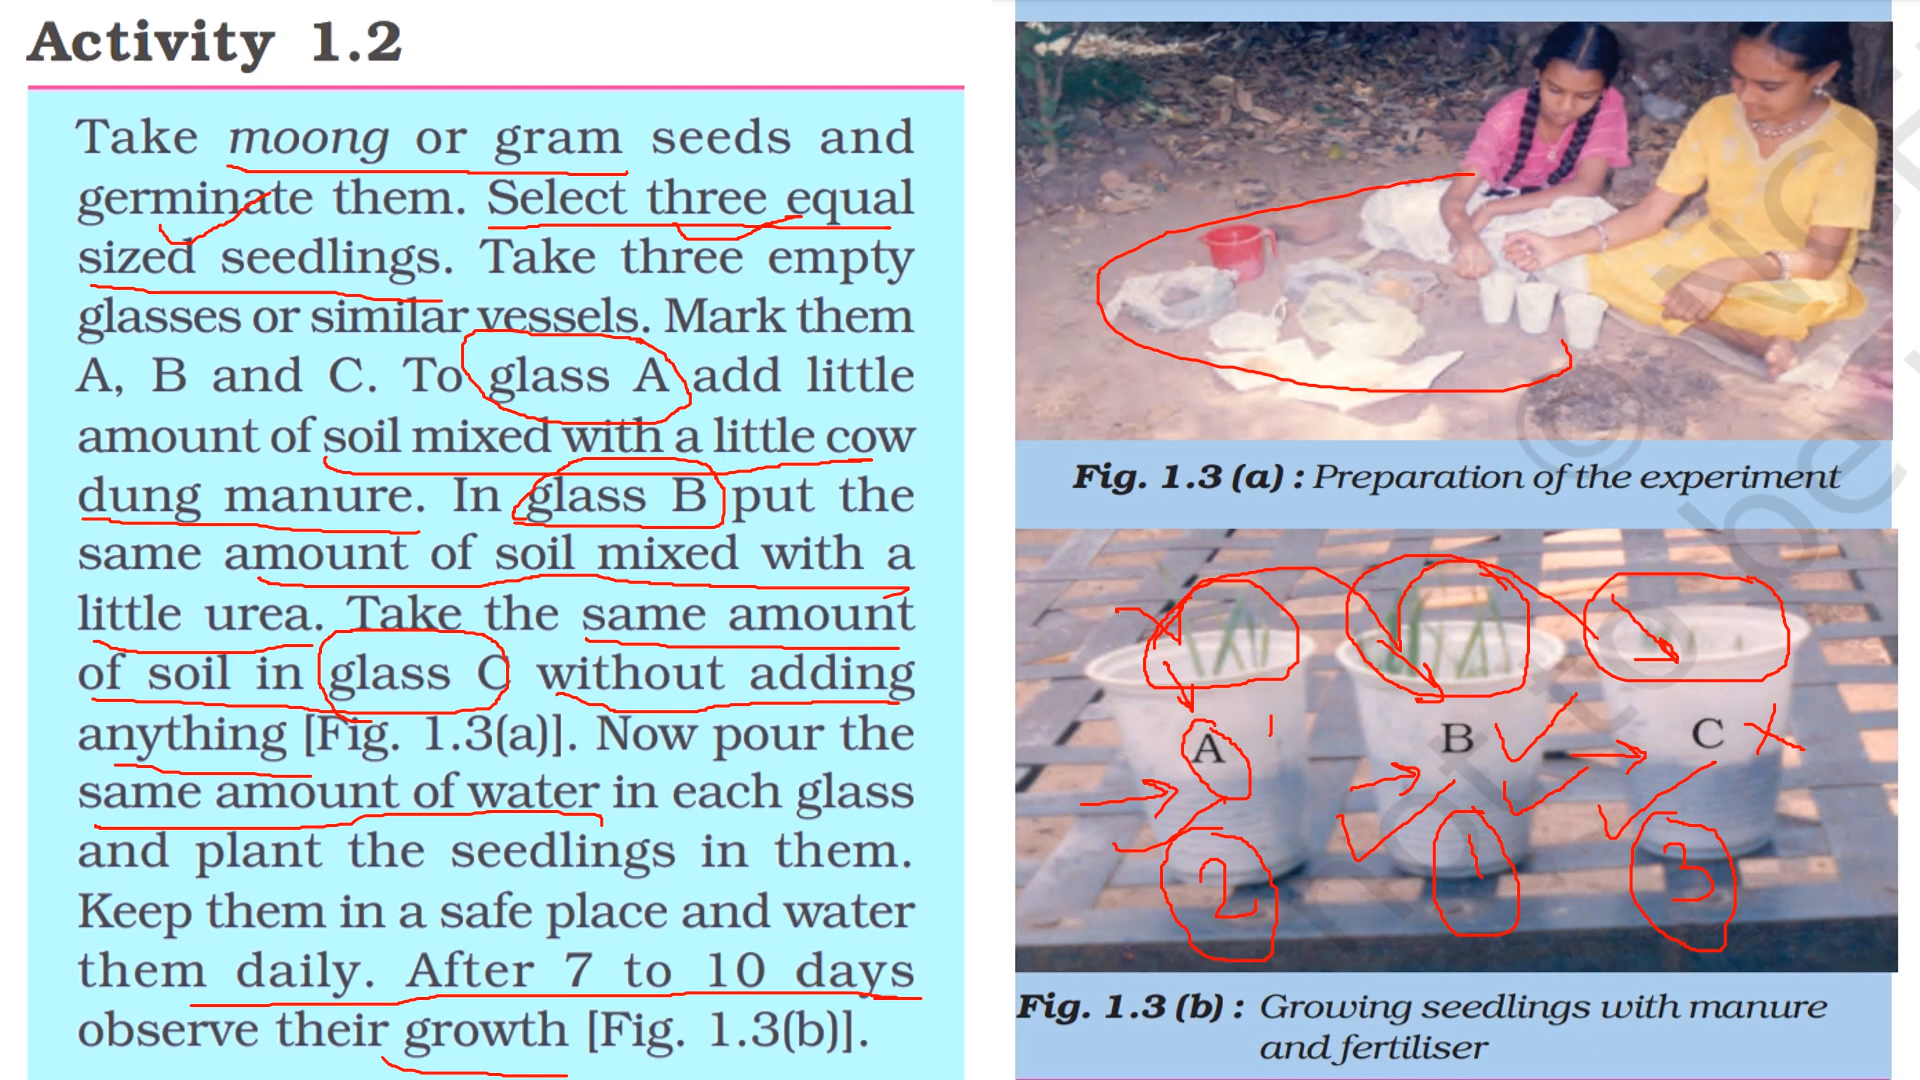 Activity 1.2
Take moong or gram seeds and
germinate them. Select three equal
sized seedlings. Take three empty
glasses or similar vessels. Mark them
A, B and C. To glass A add little
amount of soil mixed with a little cow
dung manure. In glass B put the
same amount of soil mixed with a
little urea. Take the same amount
of soil in glass C without adding
anything [Fig. 1.3(a)]. Now pour the
same amount of water in each glass
and plant the seedlings in them.
Keep them in a safe place and water
them daily. After 7 to 10 days
observe their growth [Fig. 1.3(b)].
Fig. 1.3 (a) : Preparation of the experiment
A
B
C
2
1
3
Fig. 1.3 (b) : Growing seedlings with manure
and fertiliser